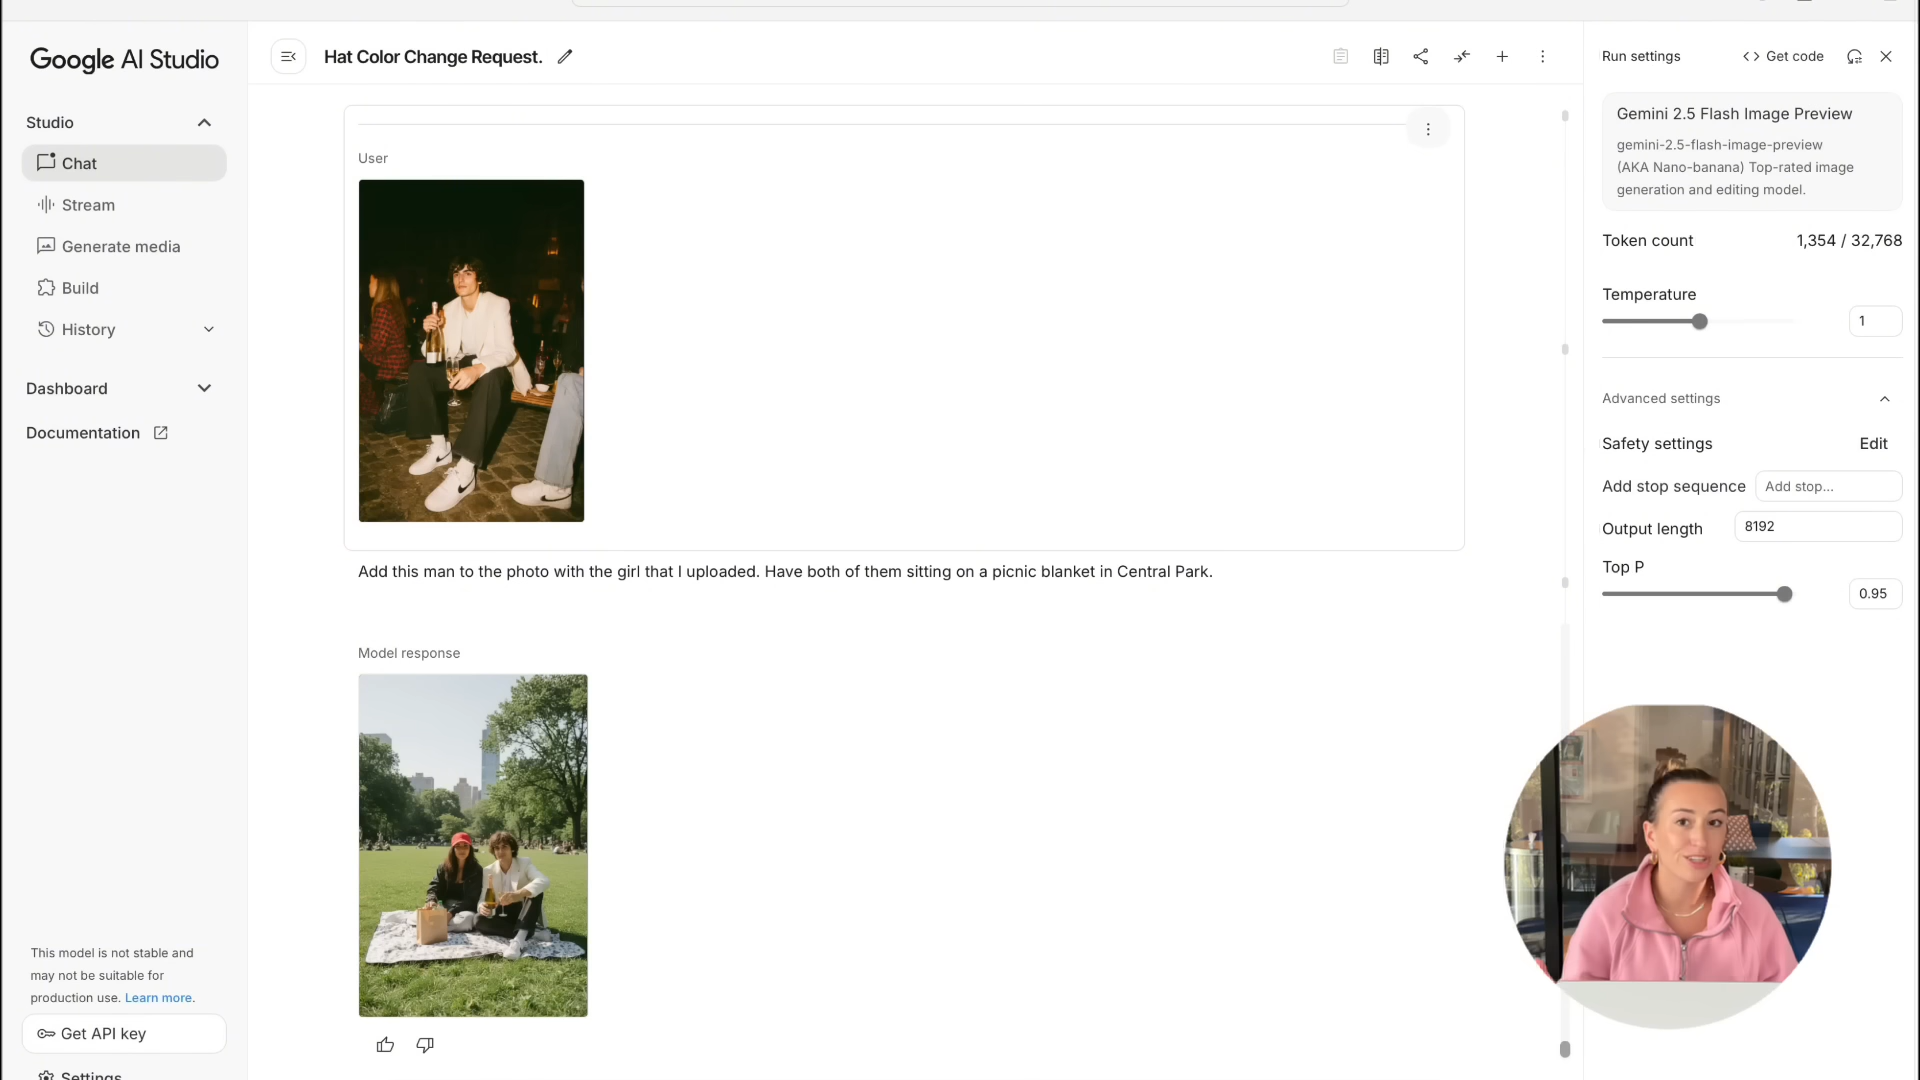 Google AI Studio
Studio
Chat
Stream
Generate media
Build
History
Dashboard
Documentation
This model is not stable and
may not be suitable for
production use. Learn more.
Get API key
Settings
Hat Color Change Request.
User
Add this man to the photo with the girl that I uploaded. Have both of them sitting on a picnic blanket in Central Park.
Model response
Run settings
Get code
Gemini 2.5 Flash Image Preview
gemini-2.5-flash-image-preview
(AKA Nano-banana) Top-rated image
generation and editing model.
Token count 1,354 / 32,768
Temperature
1
Advanced settings
Safety settings Edit
Add stop sequence Add stop...
Output length 8192
Top P
0.95